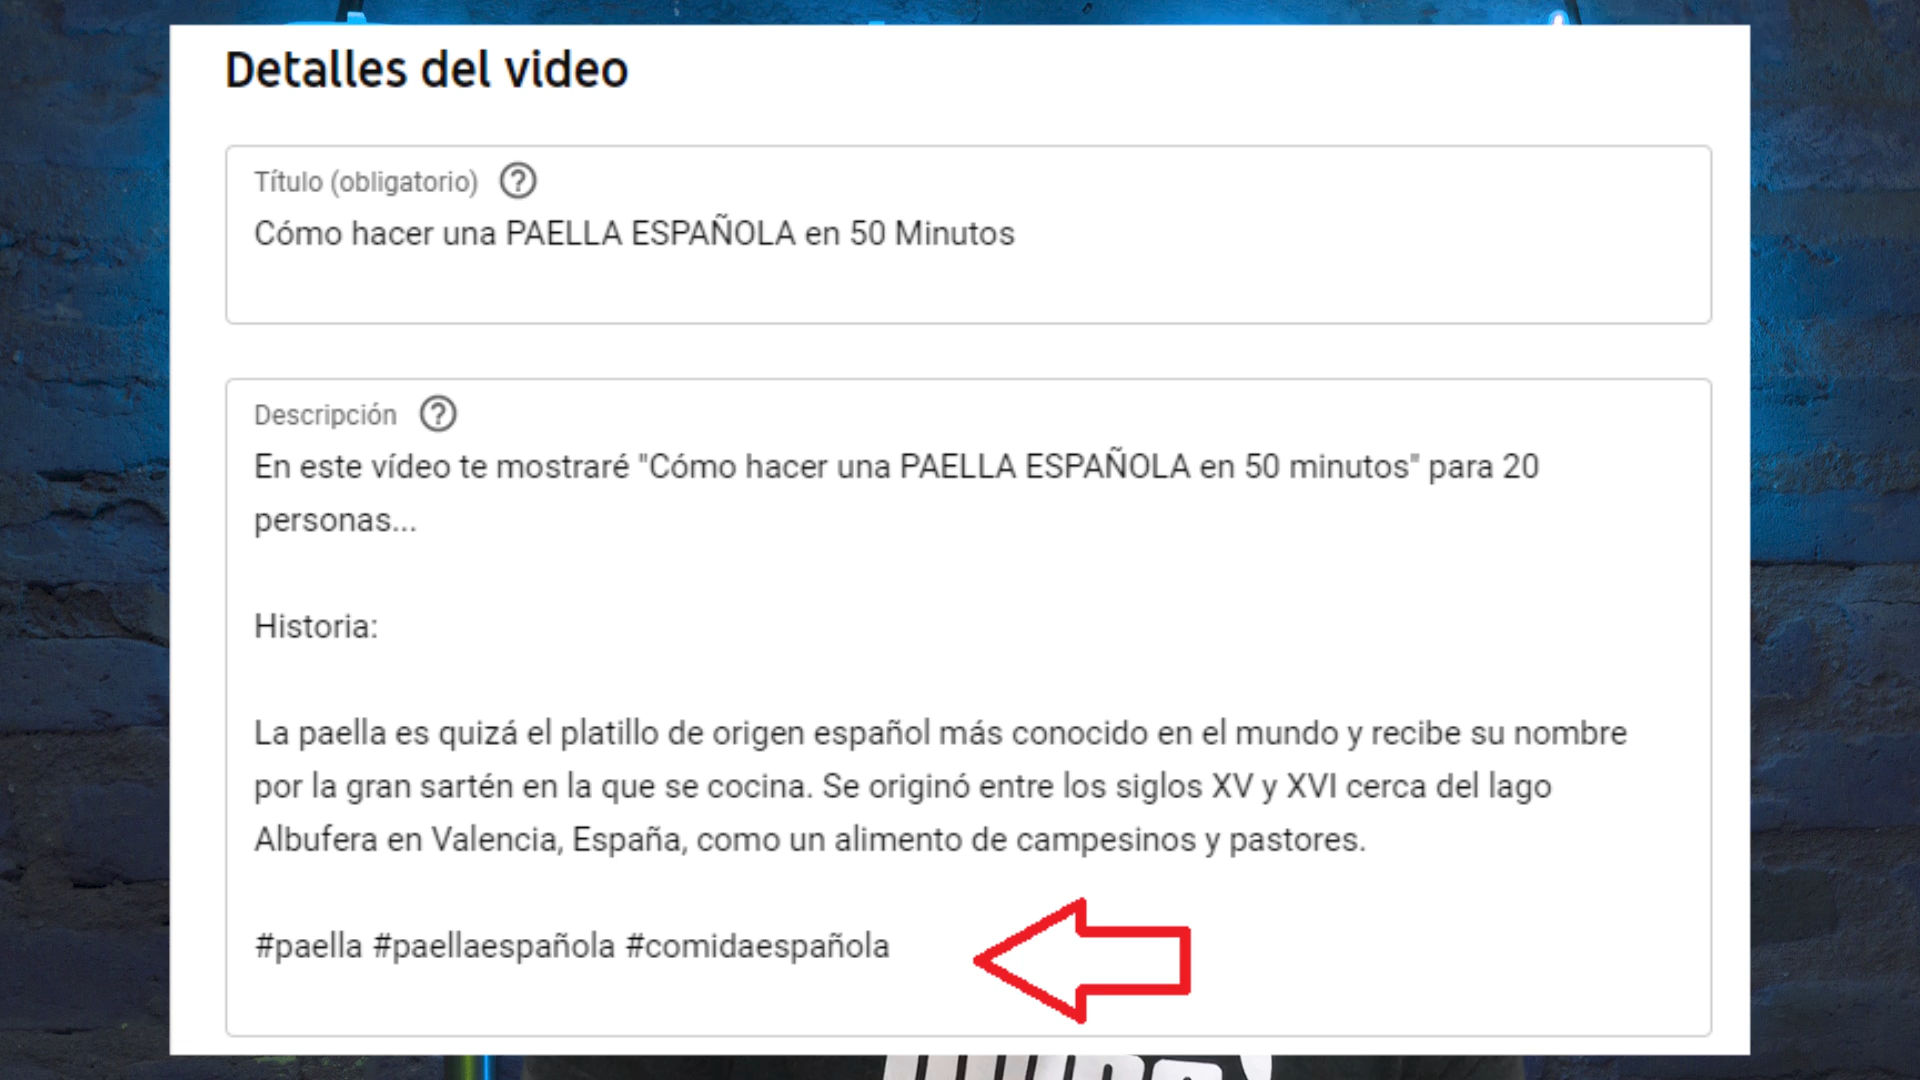 Detalles del video
Título (obligatorio)
Cómo hacer una PAELLA ESPAÑOLA en 50 Minutos
Descripción
En este vídeo te mostraré "Cómo hacer una PAELLA ESPAÑOLA en 50 minutos" para 20
personas...
Historia:
La paella es quizá el platillo de origen español más conocido en el mundo y recibe su nombre
por la gran sartén en la que se cocina. Se originó entre los siglos XV y XVI cerca del lago
Albufera en Valencia, España, como un alimento de campesinos y pastores.
#paella #paellaespañola #comidaespañola